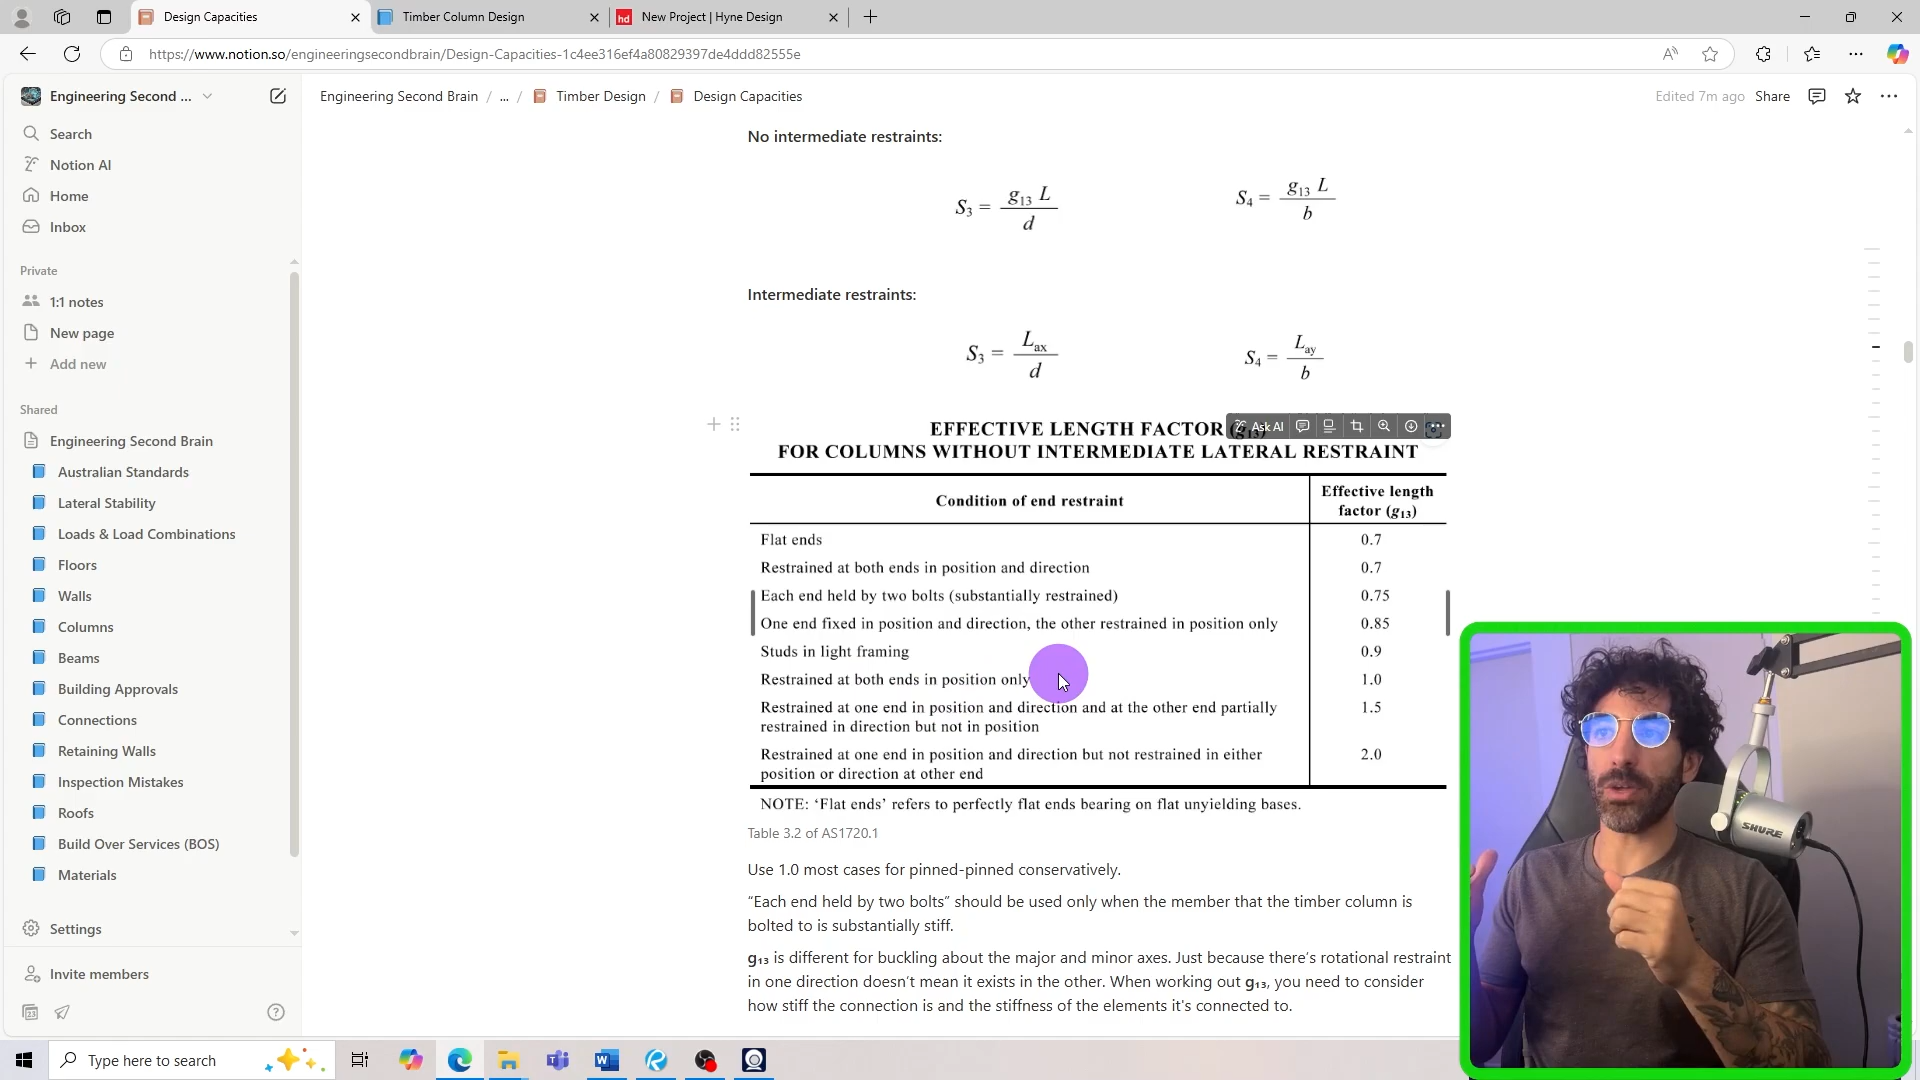 Design Capacities
Timber Column Design
hd New Project | Hyne Design
https://www.notion.so/engineeringsecondbrain/Design-Capacities-1c4ee316ef4a80829397de4ddd82555e
Engineering Second ...
Search
Notion AI
Home
Inbox
Private
1:1 notes
New page
Add new
Shared
Engineering Second Brain
Australian Standards
Lateral Stability
Loads & Load Combinations
Floors
Walls
Columns
Beams
Building Approvals
Connections
Retaining Walls
Inspection Mistakes
Roofs
Build Over Services (BOS)
Materials
Settings
Invite members
Engineering Second Brain / ... / Timber Design / Design Capacities
Edited 7m ago Share
No intermediate restraints:
S₃ = g₁₃ L / d
S₄ = g₁₃ L / b
Intermediate restraints:
S₃ = Lax / d
S₄ = Lay / b
Ask AI
EFFECTIVE LENGTH FACTOR (g₁₃)
FOR COLUMNS WITHOUT INTERMEDIATE LATERAL RESTRAINT
Condition of end restraint
Effective length
factor (g₁₃)
Flat ends 0.7
Restrained at both ends in position and direction 0.7
Each end held by two bolts (substantially restrained) 0.75
One end fixed in position and direction, the other restrained in position only 0.85
Studs in light framing 0.9
Restrained at both ends in position only 1.0
Restrained at one end in position and direction and at the other end partially 1.5
restrained in direction but not in position
Restrained at one end in position and direction but not restrained in either 2.0
position or direction at other end
NOTE: ‘Flat ends’ refers to perfectly flat ends bearing on flat unyielding bases.
Table 3.2 of AS1720.1
Use 1.0 most cases for pinned-pinned conservatively.
“Each end held by two bolts” should be used only when the member that the timber column is
bolted to is substantially stiff.
g₁₃ is different for buckling about the major and minor axes. Just because there’s rotational restraint
in one direction doesn’t mean it exists in the other. When working out g₁₃, you need to consider
how stiff the connection is and the stiffness of the elements it's connected to.
SHURE
Type here to search